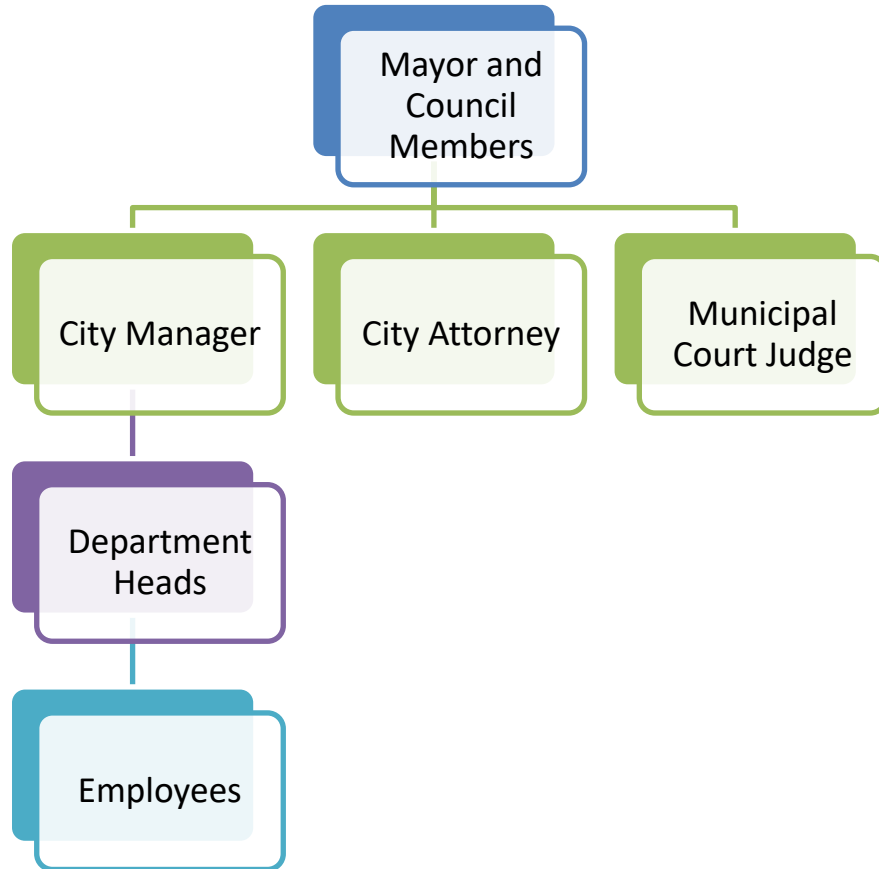 Mayor and
Council
Members
City Manager
City Attorney
Municipal
Court Judge
Department
Heads
Employees